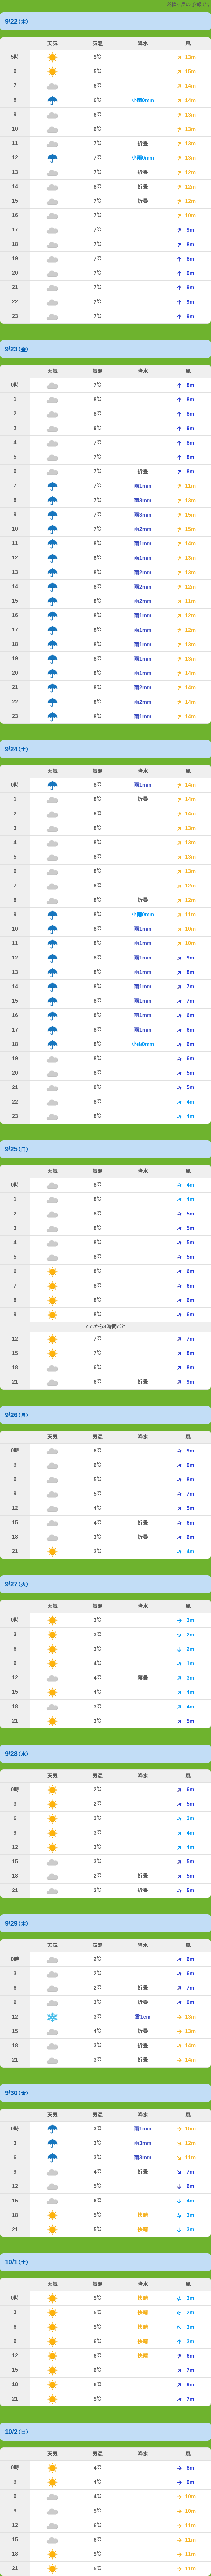 9/22(木)
天気 気温 降水 風
5時 5℃ 13m
6 5℃ 15m
7 6℃ 14m
8 6℃ 小雨0mm 14m
9 6℃ 13m
10 6℃ 13m
11 7℃ 折曇 13m
12 7℃ 小雨0mm 13m
13 7℃ 折曇 12m
14 8℃ 折曇 12m
15 7℃ 折曇 12m
16 7℃ 10m
17 7℃ 9m
18 7℃ 8m
19 7℃ 8m
20 7℃ 9m
21 7℃ 9m
22 7℃ 9m
23 7℃ 9m
9/23(金)
天気 気温 降水 風
0時 7℃ 8m
1 8℃ 8m
2 8℃ 8m
3 8℃ 8m
4 7℃ 8m
5 7℃ 8m
6 7℃ 折曇 8m
7 7℃ 雨1mm 11m
8 7℃ 雨3mm 13m
9 7℃ 雨3mm 15m
10 7℃ 雨2mm 16m
11 8℃ 雨1mm 14m
12 8℃ 雨1mm 13m
13 8℃ 雨2mm 13m
14 8℃ 雨2mm 12m
15 8℃ 雨2mm 11m
16 8℃ 雨1mm 12m
17 8℃ 雨1mm 12m
18 8℃ 雨1mm 13m
19 8℃ 雨1mm 13m
20 8℃ 雨1mm 14m
21 8℃ 雨2mm 14m
22 8℃ 雨2mm 14m
23 8℃ 雨1mm 14m
9/24(土)
天気 気温 降水 風
0時 8℃ 雨1mm 14m
1 8℃ 折曇 14m
2 8℃ 14m
3 8℃ 13m
4 8℃ 13m
5 8℃ 13m
6 8℃ 13m
7 8℃ 12m
8 8℃ 折曇 12m
9 8℃ 小雨0mm 11m
10 8℃ 雨1mm 10m
11 8℃ 雨1mm 10m
12 8℃ 雨1mm 9m
13 8℃ 雨1mm 8m
14 8℃ 雨1mm 7m
15 8℃ 雨1mm 7m
16 8℃ 雨1mm 6m
17 8℃ 雨1mm 6m
18 8℃ 小雨0mm 6m
19 8℃ 6m
20 8℃ 5m
21 8℃ 5m
22 8℃ 4m
23 8℃ 4m
9/25(日)
天気 気温 降水 風
0時 8℃ 4m
1 8℃ 4m
2 8℃ 5m
3 8℃ 5m
4 8℃ 5m
5 8℃ 5m
6 8℃ 6m
7 8℃ 6m
8 8℃ 6m
9 8℃ 6m
ここから3時間ごと
12 7℃ 7m
15 7℃ 8m
18 6℃ 8m
21 6℃ 折曇 9m
9/26(月)
天気 気温 降水 風
0時 6℃ 9m
3 6℃ 9m
6 5℃ 8m
9 5℃ 7m
12 4℃ 5m
15 4℃ 折曇 6m
18 3℃ 折曇 6m
21 3℃ 4m
9/27(火)
天気 気温 降水 風
0時 3℃ 3m
3 3℃ 2m
6 3℃ 2m
9 4℃ 1m
12 4℃ 薄曇 3m
15 4℃ 4m
18 3℃ 4m
21 3℃ 5m
9/28(水)
天気 気温 降水 風
0時 2℃ 6m
3 2℃ 5m
6 3℃ 3m
9 3℃ 4m
12 3℃ 4m
15 3℃ 5m
18 2℃ 折曇 5m
21 2℃ 折曇 5m
9/29(木)
天気 気温 降水 風
0時 2℃ 6m
3 2℃ 6m
6 2℃ 折曇 7m
9 3℃ 折曇 9m
12 3℃ 雪1cm 12m
15 4℃ 折曇 13m
18 3℃ 折曇 14m
21 3℃ 折曇 14m
9/30(金)
天気 気温 降水 風
0時 3℃ 雨1mm 15m
3 3℃ 雨3mm 12m
6 3℃ 雨3mm 11m
9 4℃ 折曇 7m
12 5℃ 6m
15 6℃ 4m
18 5℃ 快晴 3m
21 5℃ 快晴 3m
10/1(土)
天気 気温 降水 風
0時 5℃ 快晴 3m
3 5℃ 快晴 2m
6 5℃ 快晴 3m
9 6℃ 快晴 3m
12 6℃ 快晴 6m
15 6℃ 7m
18 6℃ 9m
21 5℃ 7m
10/2(日)
天気 気温 降水 風
0時 4℃ 8m
3 4℃ 9m
6 4℃ 10m
9 5℃ 10m
12 6℃ 11m
15 6℃ 11m
18 5℃ 11m
21 5℃ 11m